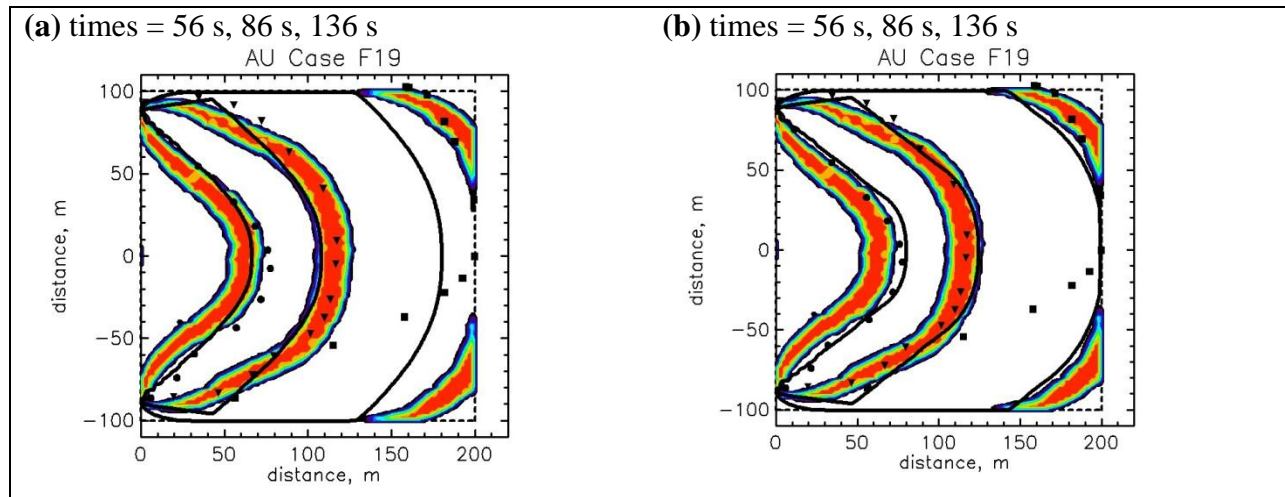 (a) times = 56 s, 86 s, 136 s
AU Case F19
100
50
0
−50
−100
distance, m
0
50
100
150
200
distance, m
(b) times = 56 s, 86 s, 136 s
AU Case F19
100
50
0
−50
−100
distance, m
0
50
100
150
200
distance, m